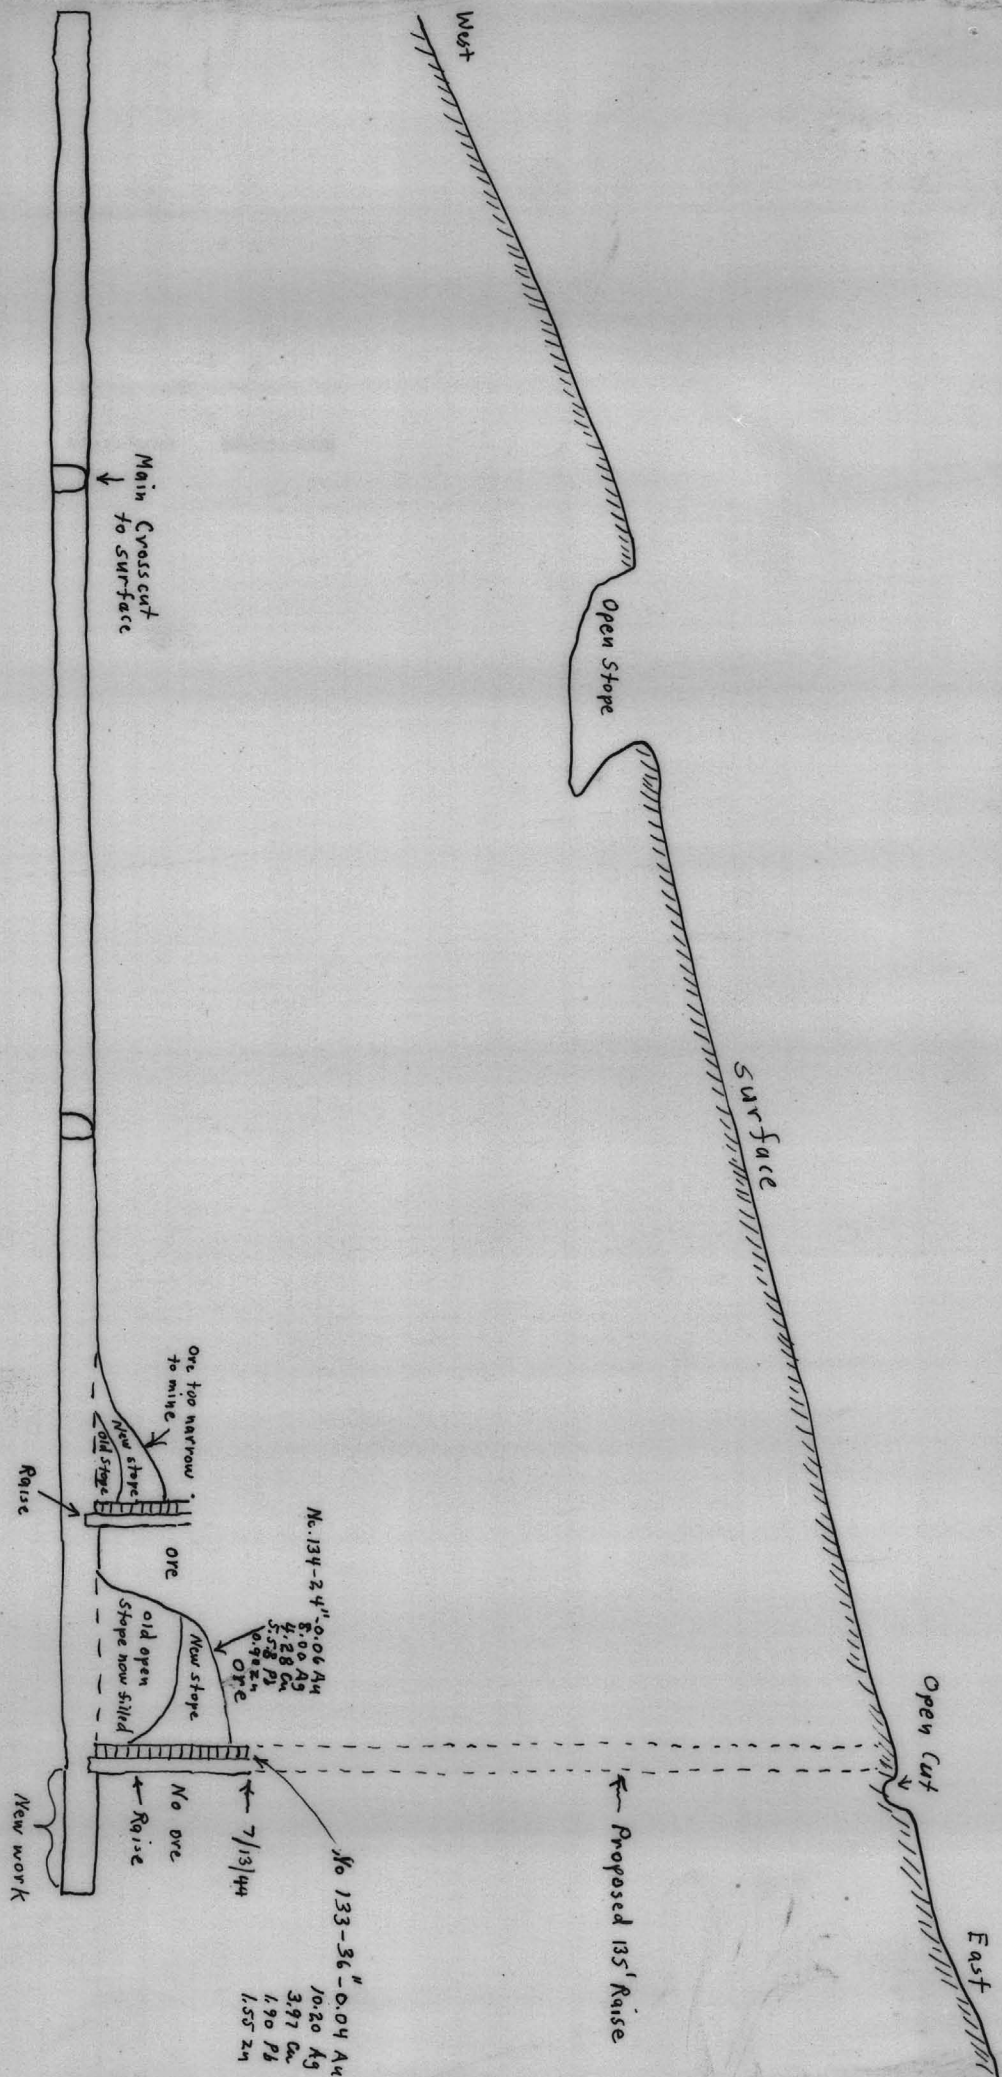 West
East
Open Cut
Open Stope
Surface
Proposed 135' Raise
Main Crosscut
to surface
Ore too narrow
to mine
New stope
old stope
Raise
ore
No. 134-24"-0.06 Au
8.00 Ag
4.28 Cu
5.58 Pb
0.90 Zn
ore
New stope
old open
stope now filled
No 133-36"-0.04 Au
10.20 Ag
3.97 Cu
1.90 Pb
1.55 Zn
7/13/44
No ore
Raise
New work